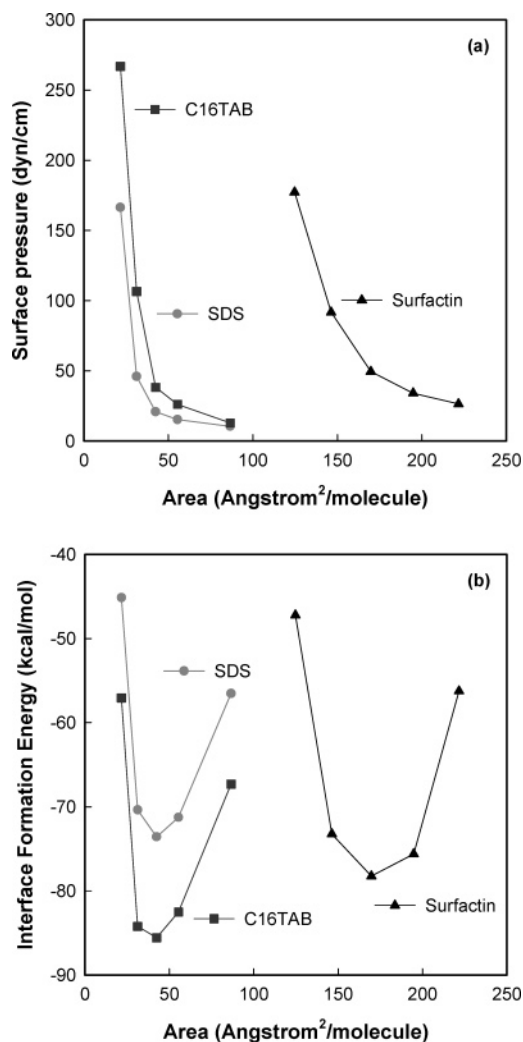 300
(a)
250
C16TAB
200
150
SDS
Surfactin
100
50
0
0 50 100 150 200 250
Surface pressure (dyn/cm)
Area (Angstrom²/molecule)
-40
(b)
-50
SDS
-60
-70
-80
C16TAB
Surfactin
-90
0 50 100 150 200 250
Interface Formation Energy (kcal/mol)
Area (Angstrom²/molecule)